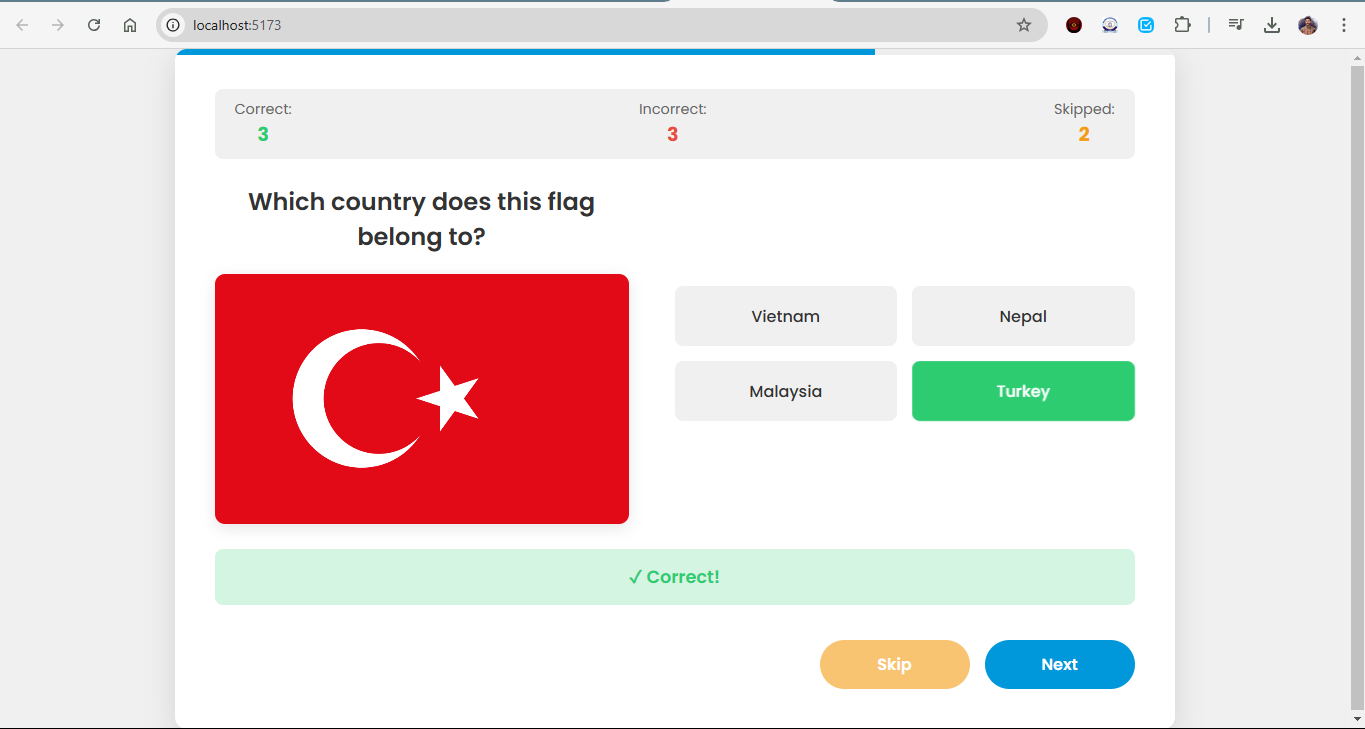 localhost:5173
Correct:
3
Incorrect:
3
Skipped:
2
Which country does this flag
belong to?
Vietnam
Nepal
Malaysia
Turkey
✓ Correct!
Skip
Next